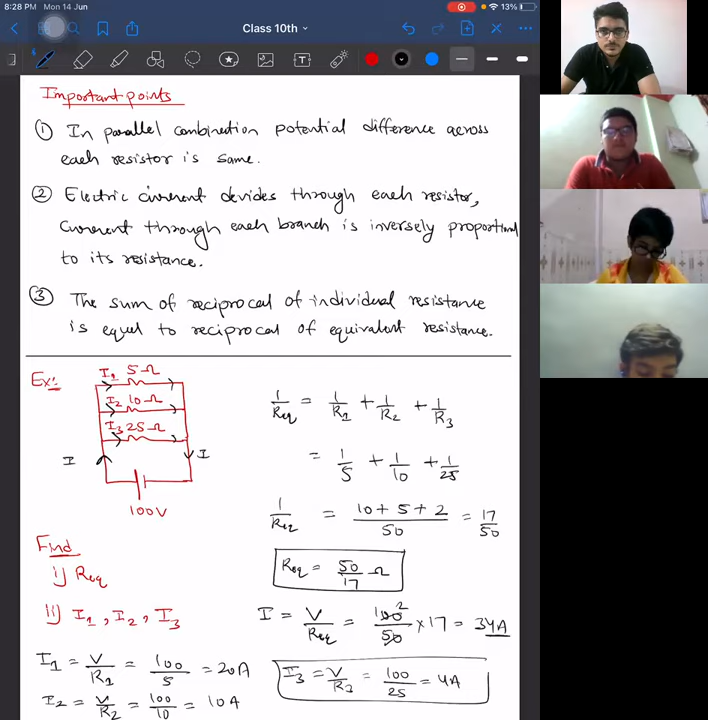 8:28 PM Mon 14 Jun
13%
Class 10th
Important points
① In parallel combination potential difference across
each resistor is same.
② Electric current devides through each resistor,
current through each branch is inversely proportional
to its resistance.
③ The sum of reciprocal of individual resistance
is equal to reciprocal of equivalent resistance.
Ex:
I₁ 5Ω
I₂ 10Ω
I₃ 25Ω
I I
100V
1/Req = 1/R₁ + 1/R₂ + 1/R₃
= 1/5 + 1/10 + 1/25
1/Req = 10+5+2/50 = 17/50
Req = 50/17 Ω
Find
i) Req
ii) I₁, I₂, I₃
I = V/Req = 100 2/50 × 17 = 34A
I₁ = V/R₁ = 100/5 = 20A
I₂ = V/R₂ = 100/10 = 10A
I₃ = V/R₃ = 100/25 = 4A